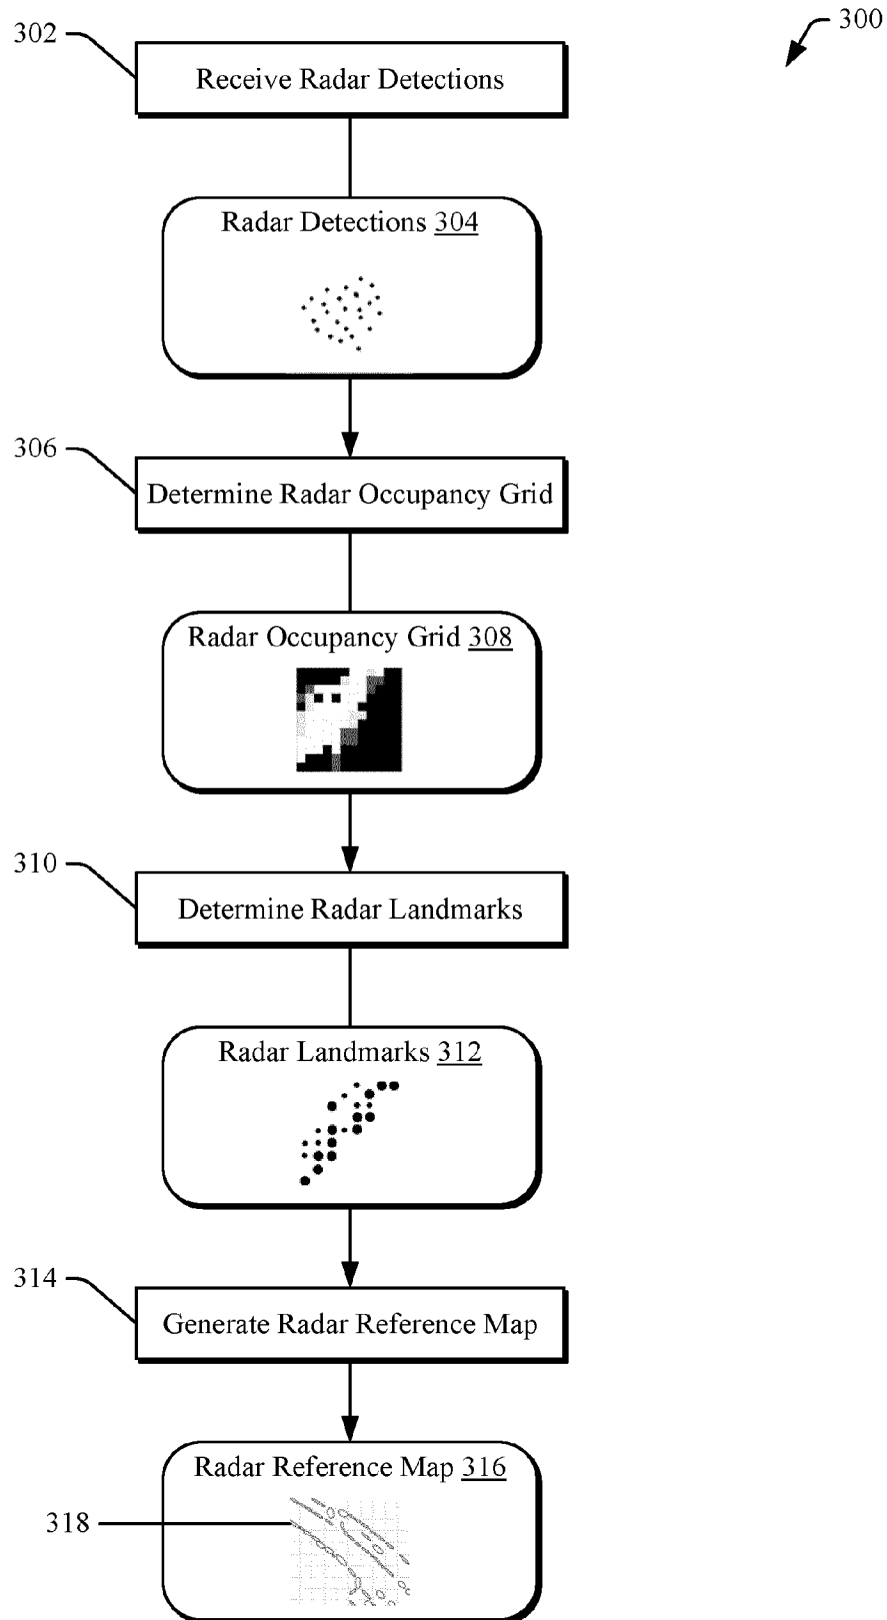 300
302
Receive Radar Detections
Radar Detections 304
306
Determine Radar Occupancy Grid
Radar Occupancy Grid 308
310
Determine Radar Landmarks
Radar Landmarks 312
314
Generate Radar Reference Map
Radar Reference Map 316
318